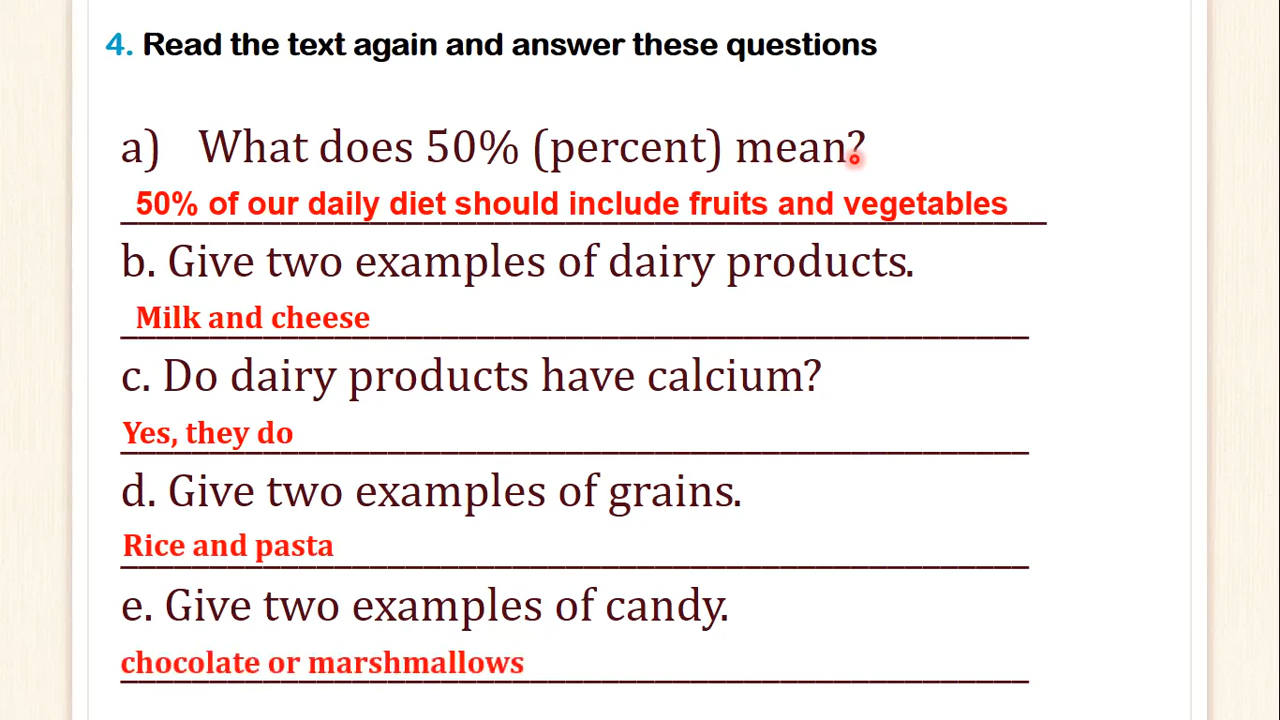 4. Read the text again and answer these questions
a) What does 50% (percent) mean?
50% of our daily diet should include fruits and vegetables
b. Give two examples of dairy products.
Milk and cheese
c. Do dairy products have calcium?
Yes, they do
d. Give two examples of grains.
Rice and pasta
e. Give two examples of candy.
chocolate or marshmallows